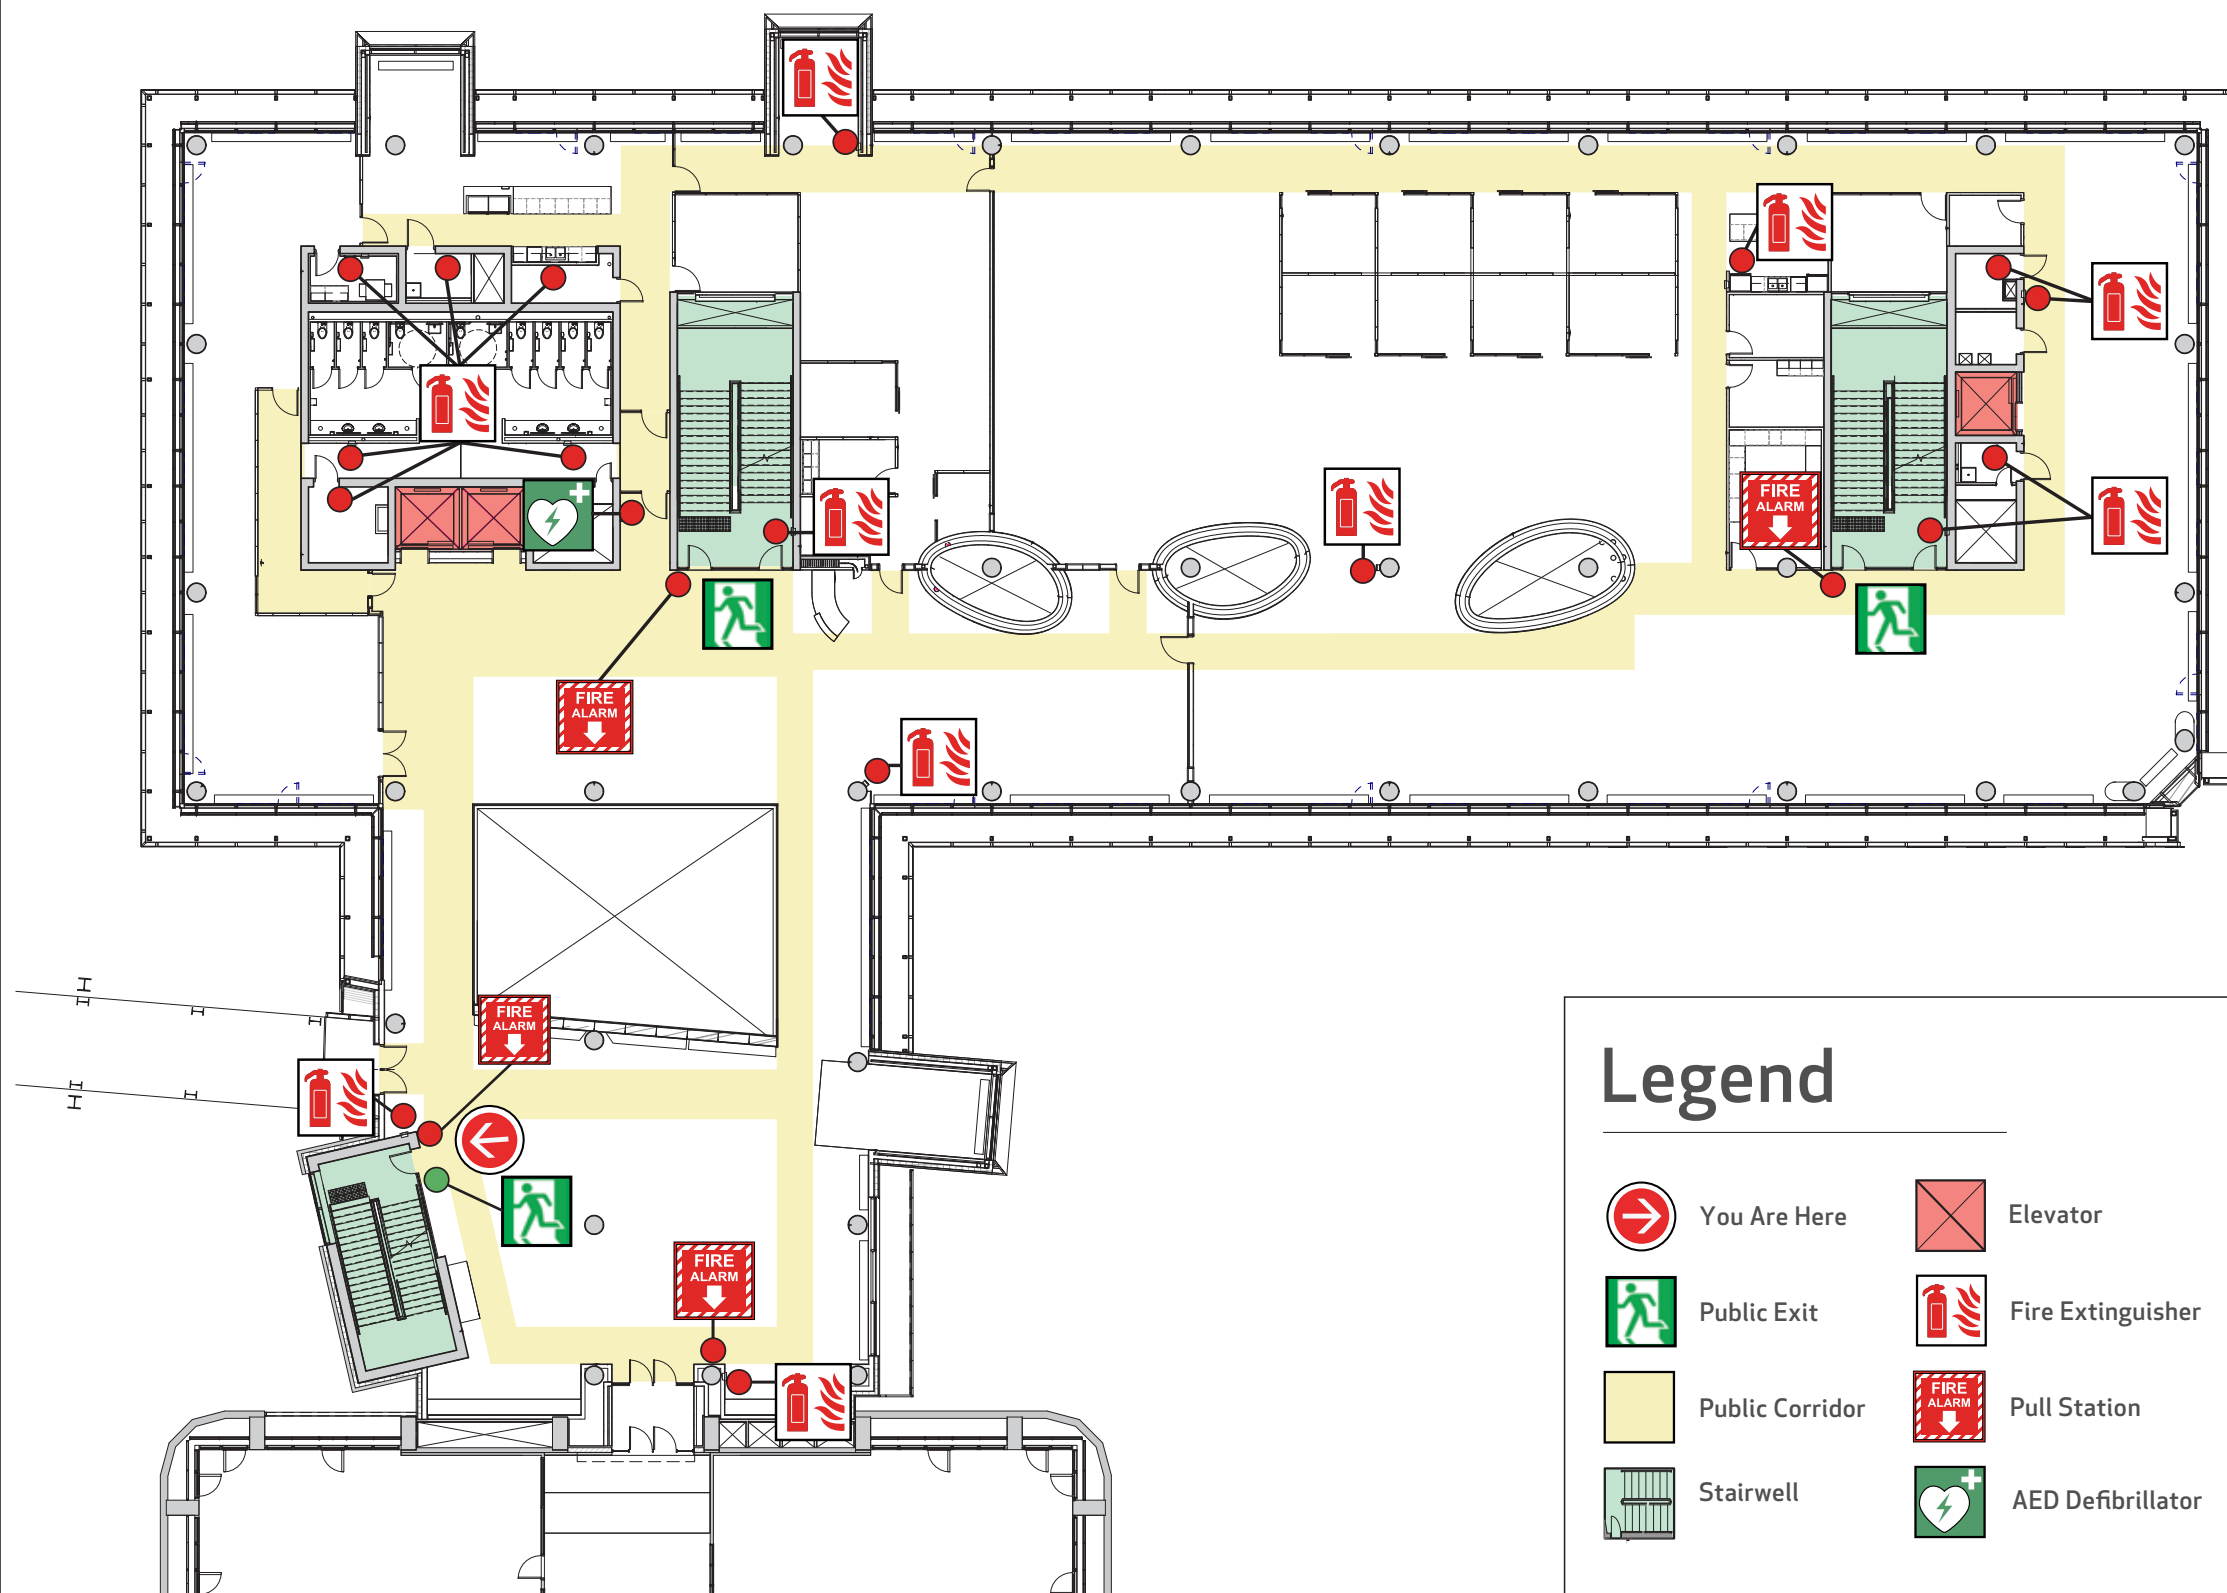 FIRE
ALARM
FIRE
ALARM
FIRE
ALARM
FIRE
ALARM
Legend
You Are Here
Elevator
Public Exit
Fire Extinguisher
Public Corridor
FIRE
ALARM
Pull Station
Stairwell
AED Defibrillator